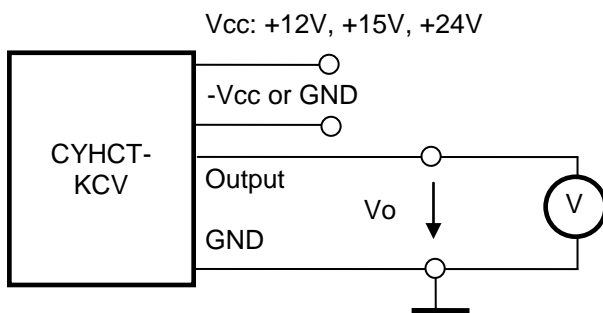 Vcc: +12V, +15V, +24V
-Vcc or GND
CYHCT-
KCV
Output
Vo
V
GND